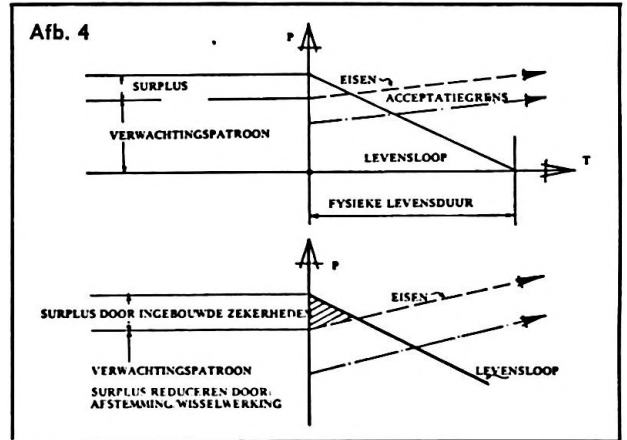 Afb. 4
P
SURPLUS
EISEN
ACCEPTATIEGRENS
VERWACHTINGSPATROON
LEVENSLOOP
T
FYSIEKE LEVENSDUUR
P
EISEN
SURPLUS DOOR INGEBOUWDE ZEKERHEDEN
VERWACHTINGSPATROON
LEVENSLOOP
SURPLUS REDUCEREN DOOR:
AFSTEMMING WISSELWERKING